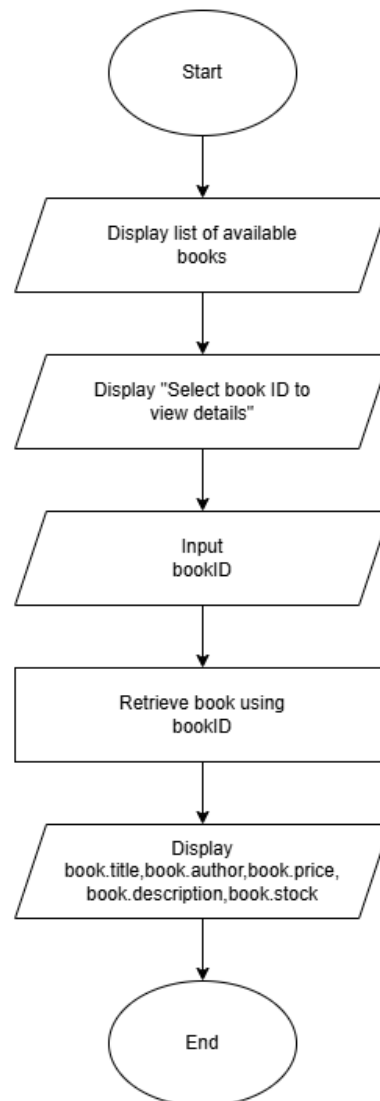 Start
Display list of available
books
Display "Select book ID to
view details"
Input
bookID
Retrieve book using
bookID
Display
book.title,book.author,book.price,
book.description,book.stock
End